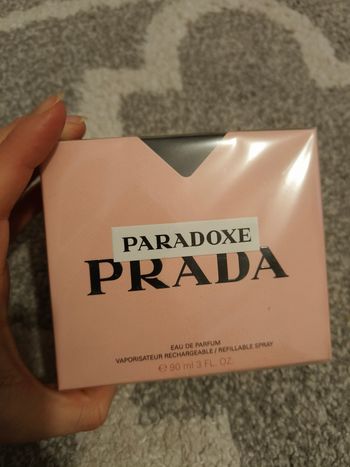 PARADOXE
PRADA
EAU DE PARFUM
VAPORISATEUR RECHARGEABLE / REFILLABLE SPRAY
℮ 90 ml 3 FL. OZ.